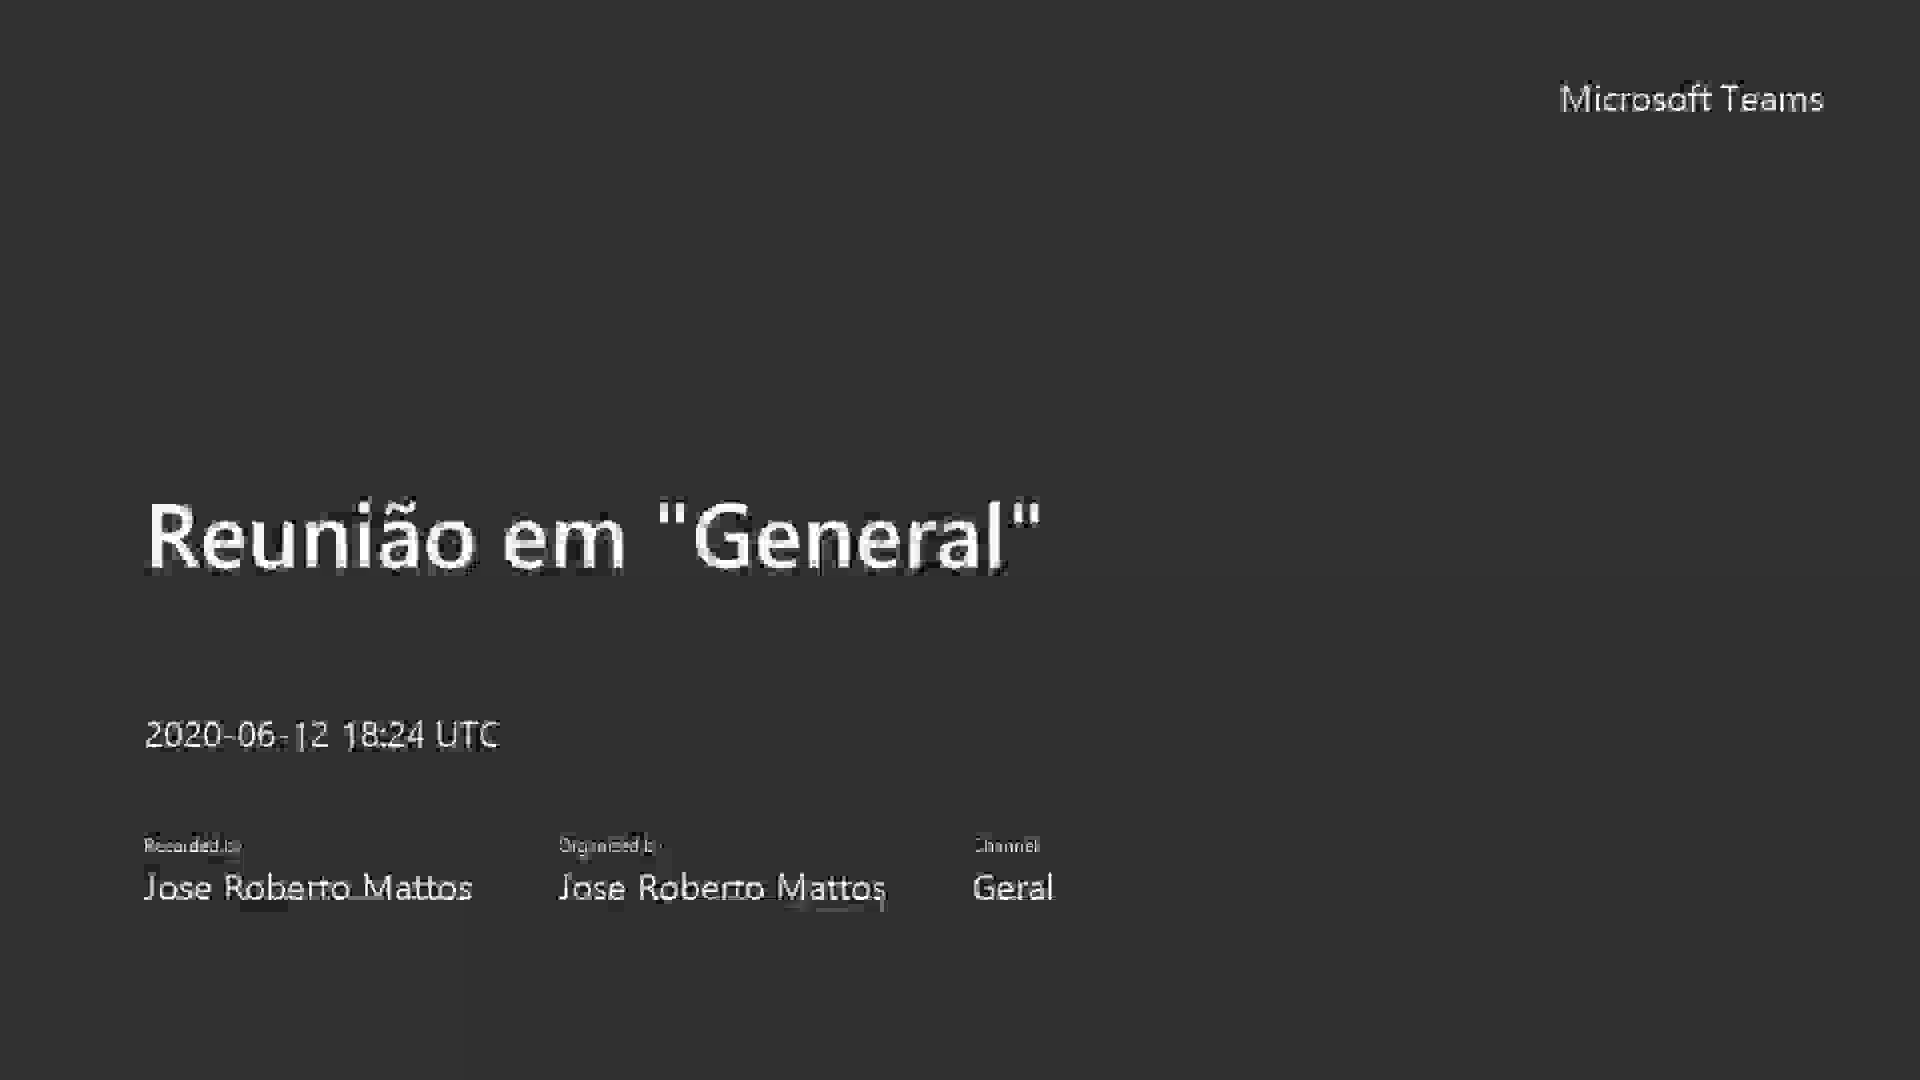 Microsoft Teams
Reunião em "General"
2020-06-12 18:24 UTC
Recorded by Organized by Channel
Jose Roberto Mattos Jose Roberto Mattos Geral